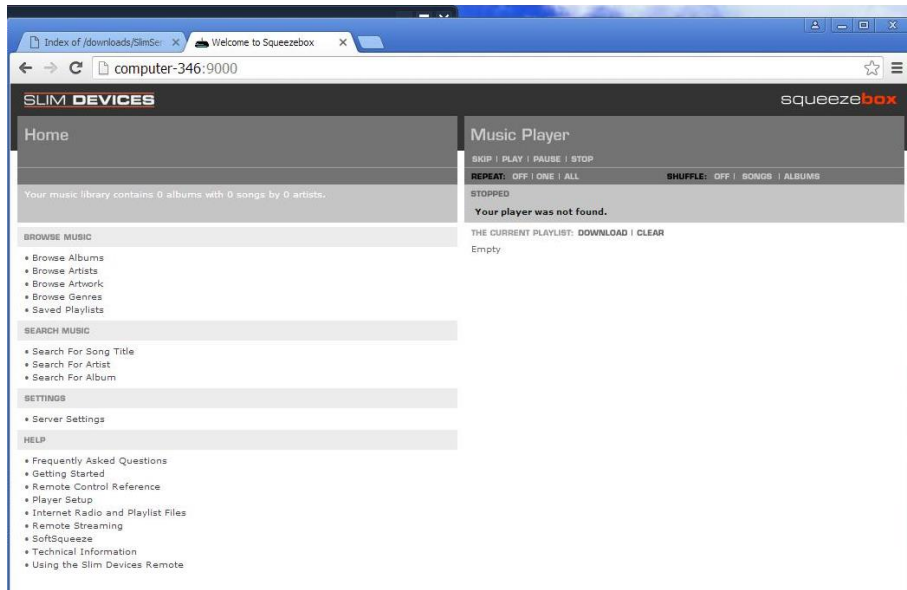 Index of /downloads/SlimSer
Welcome to Squeezebox
computer-346:9000
SLIM DEVICES
squeezebox
Home
Your music library contains 0 albums with 0 songs by 0 artists.
BROWSE MUSIC
• Browse Albums
• Browse Artists
• Browse Artwork
• Browse Genres
• Saved Playlists
SEARCH MUSIC
• Search For Song Title
• Search For Artist
• Search For Album
SETTINGS
• Server Settings
HELP
• Frequently Asked Questions
• Getting Started
• Remote Control Reference
• Player Setup
• Internet Radio and Playlist Files
• Remote Streaming
• SoftSqueeze
• Technical Information
• Using the Slim Devices Remote
Music Player
SKIP | PLAY | PAUSE | STOP
REPEAT: OFF | ONE | ALL SHUFFLE: OFF | SONGS | ALBUMS
STOPPED
Your player was not found.
THE CURRENT PLAYLIST: DOWNLOAD | CLEAR
Empty